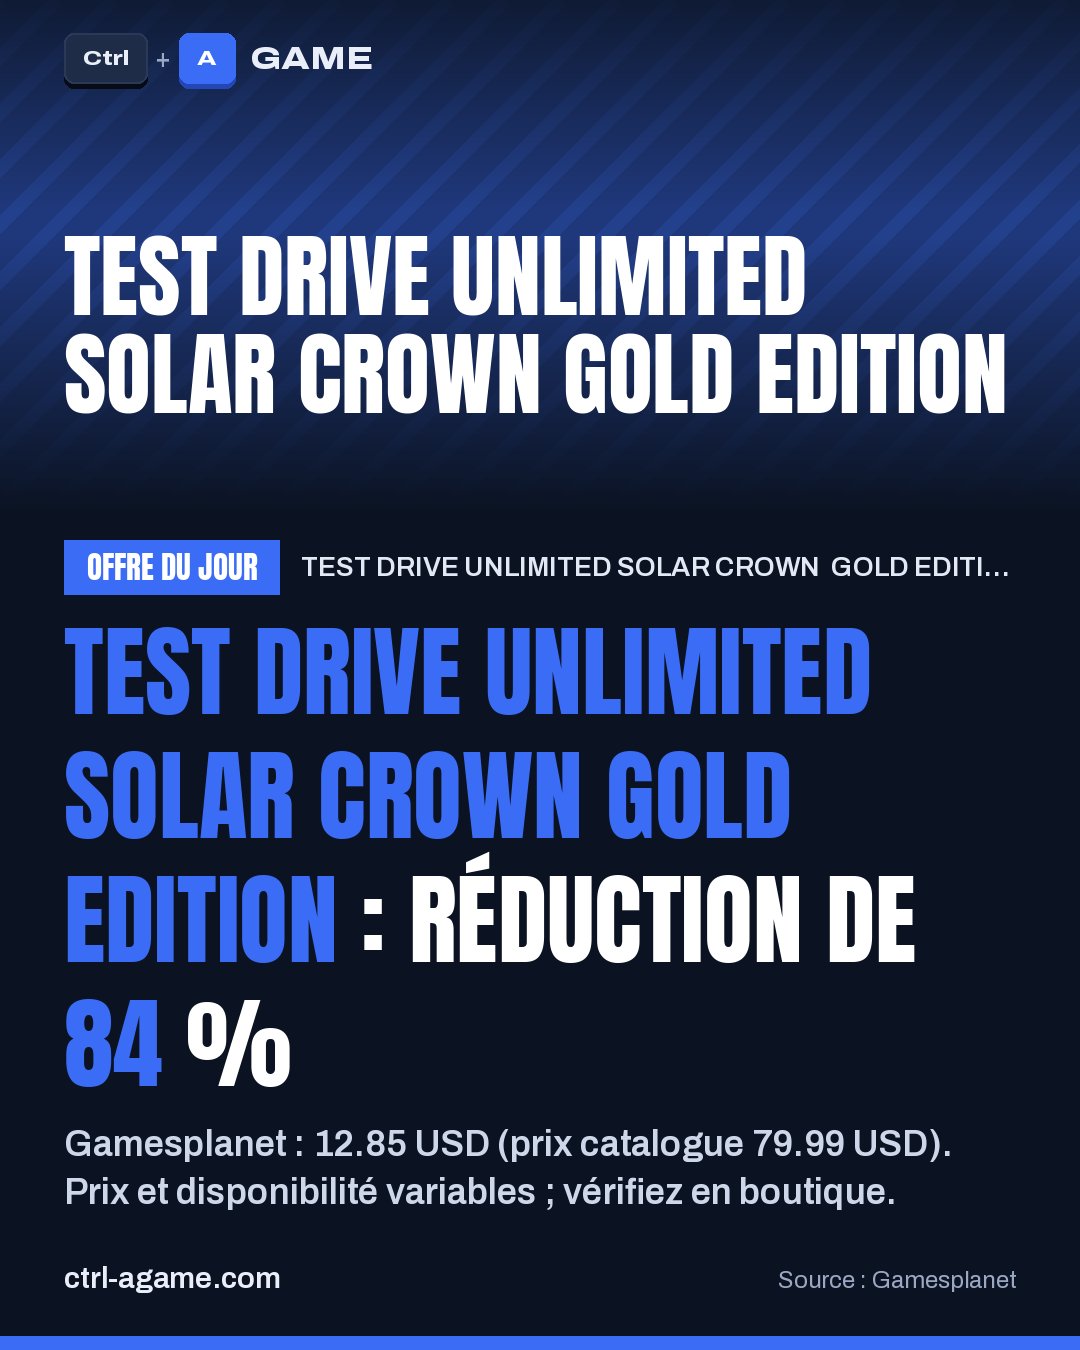 Ctrl + A GAME
TEST DRIVE UNLIMITED
SOLAR CROWN GOLD EDITION
OFFRE DU JOUR TEST DRIVE UNLIMITED SOLAR CROWN GOLD EDITI...
TEST DRIVE UNLIMITED
SOLAR CROWN GOLD
EDITION : RÉDUCTION DE
84 %
Gamesplanet : 12.85 USD (prix catalogue 79.99 USD).
Prix et disponibilité variables ; vérifiez en boutique.
ctrl-agame.com Source : Gamesplanet